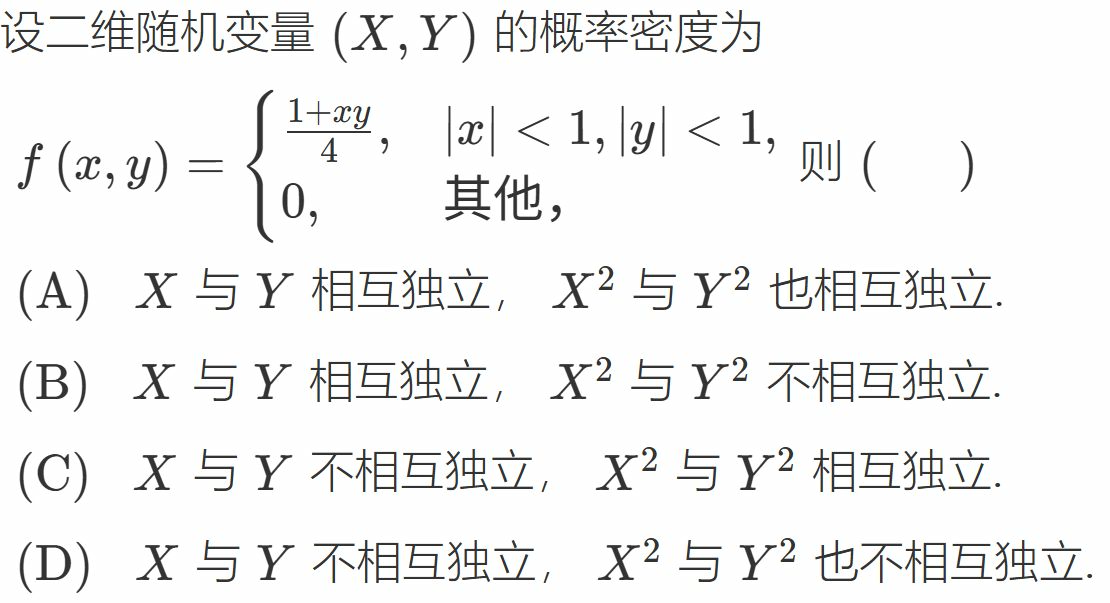 设二维随机变量 (X, Y) 的概率密度为
f (x, y) = { \frac{1+xy}{4}, |x| < 1, |y| < 1, 0, 其他, 则 ( )
(A) X 与 Y 相互独立, X² 与 Y² 也相互独立.
(B) X 与 Y 相互独立, X² 与 Y² 不相互独立.
(C) X 与 Y 不相互独立, X² 与 Y² 相互独立.
(D) X 与 Y 不相互独立, X² 与 Y² 也不相互独立.